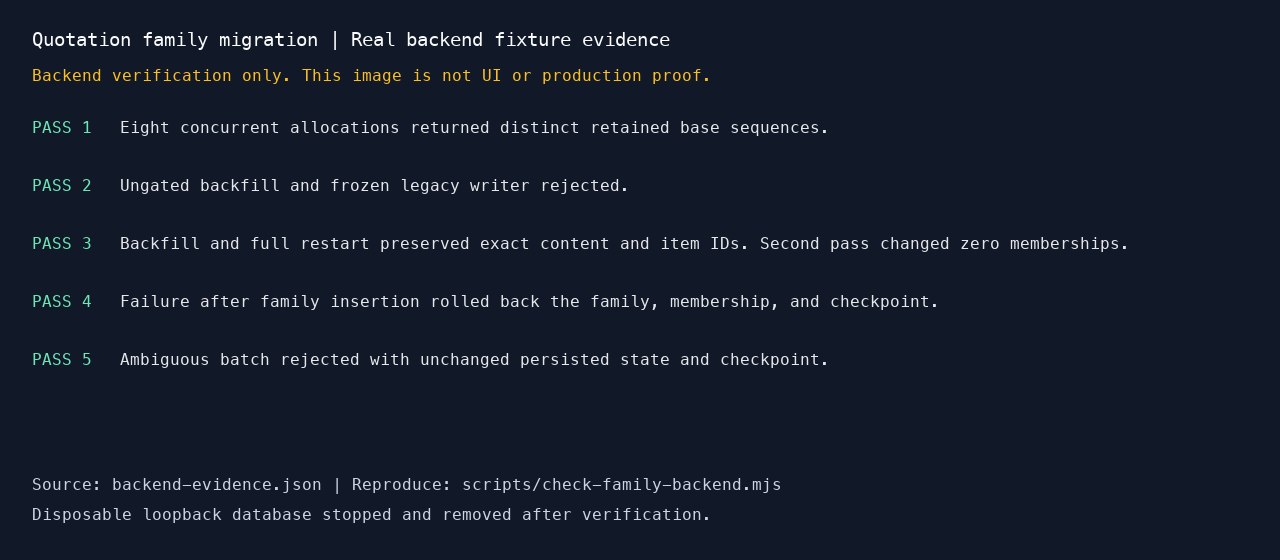 Quotation family migration | Real backend fixture evidence
Backend verification only. This image is not UI or production proof.
PASS 1 Eight concurrent allocations returned distinct retained base sequences.
PASS 2 Ungated backfill and frozen legacy writer rejected.
PASS 3 Backfill and full restart preserved exact content and item IDs. Second pass changed zero memberships.
PASS 4 Failure after family insertion rolled back the family, membership, and checkpoint.
PASS 5 Ambiguous batch rejected with unchanged persisted state and checkpoint.
Source: backend-evidence.json | Reproduce: scripts/check-family-backend.mjs
Disposable loopback database stopped and removed after verification.